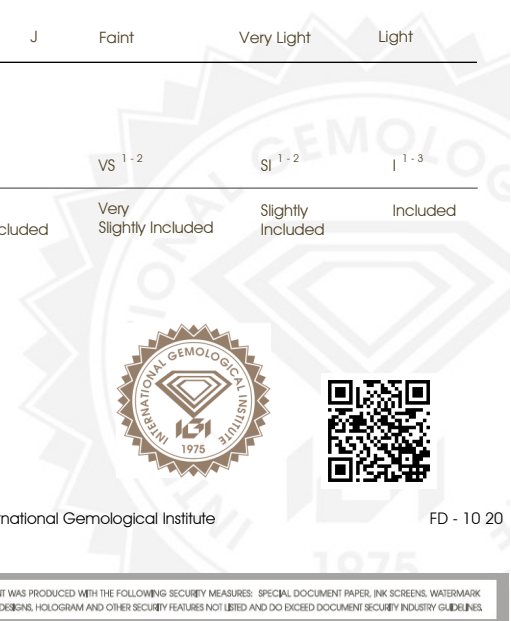 J Faint Very Light Light
VS 1 - 2 SI 1 - 2 I 1 - 3
Very Slightly Included
cluded Slightly Included Included
INTERNATIONAL GEMOLOGICAL INSTITUTE
IGI
1975
GEMOLO
1975
rnational Gemological Institute FD - 10 20
T WAS PRODUCED WITH THE FOLLOWING SECURITY MEASURES: SPECIAL DOCUMENT PAPER, INK SCREENS, WATERMARK
DESIGNS, HOLOGRAM AND OTHER SECURITY FEATURES NOT LISTED AND DO EXCEED DOCUMENT SECURITY INDUSTRY GUIDELINES.